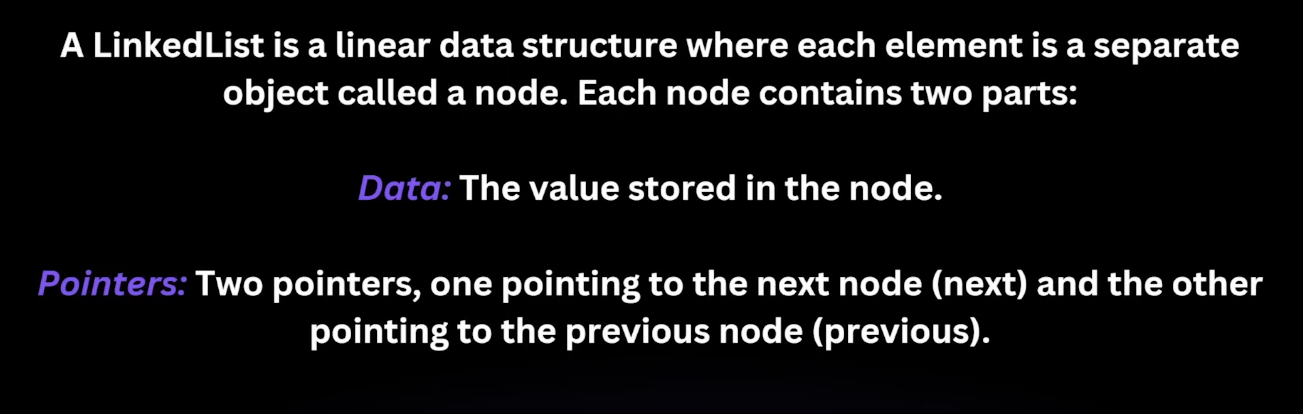 A LinkedList is a linear data structure where each element is a separate
object called a node. Each node contains two parts:
Data: The value stored in the node.
Pointers: Two pointers, one pointing to the next node (next) and the other
pointing to the previous node (previous).